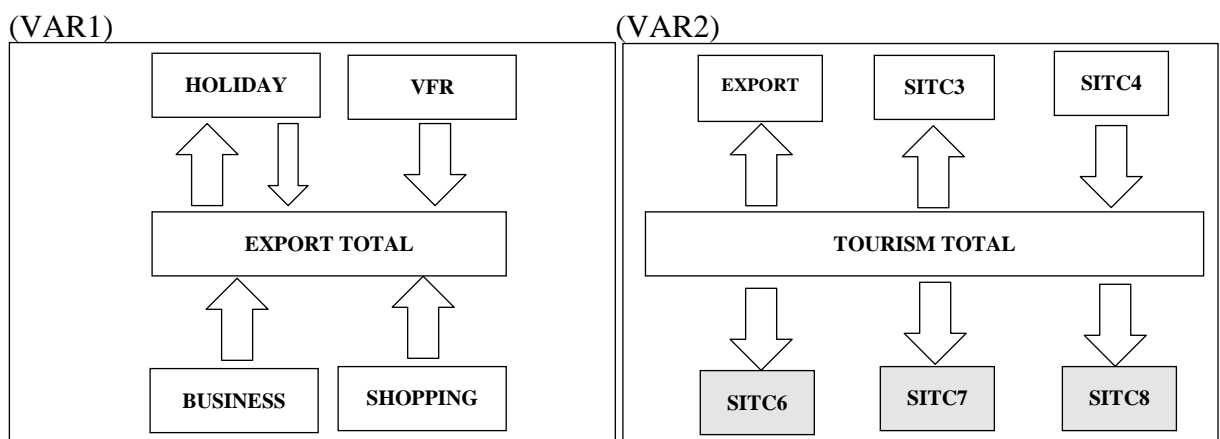 (VAR1)
HOLIDAY
VFR
EXPORT TOTAL
BUSINESS
SHOPPING
(VAR2)
EXPORT
SITC3
SITC4
TOURISM TOTAL
SITC6
SITC7
SITC8